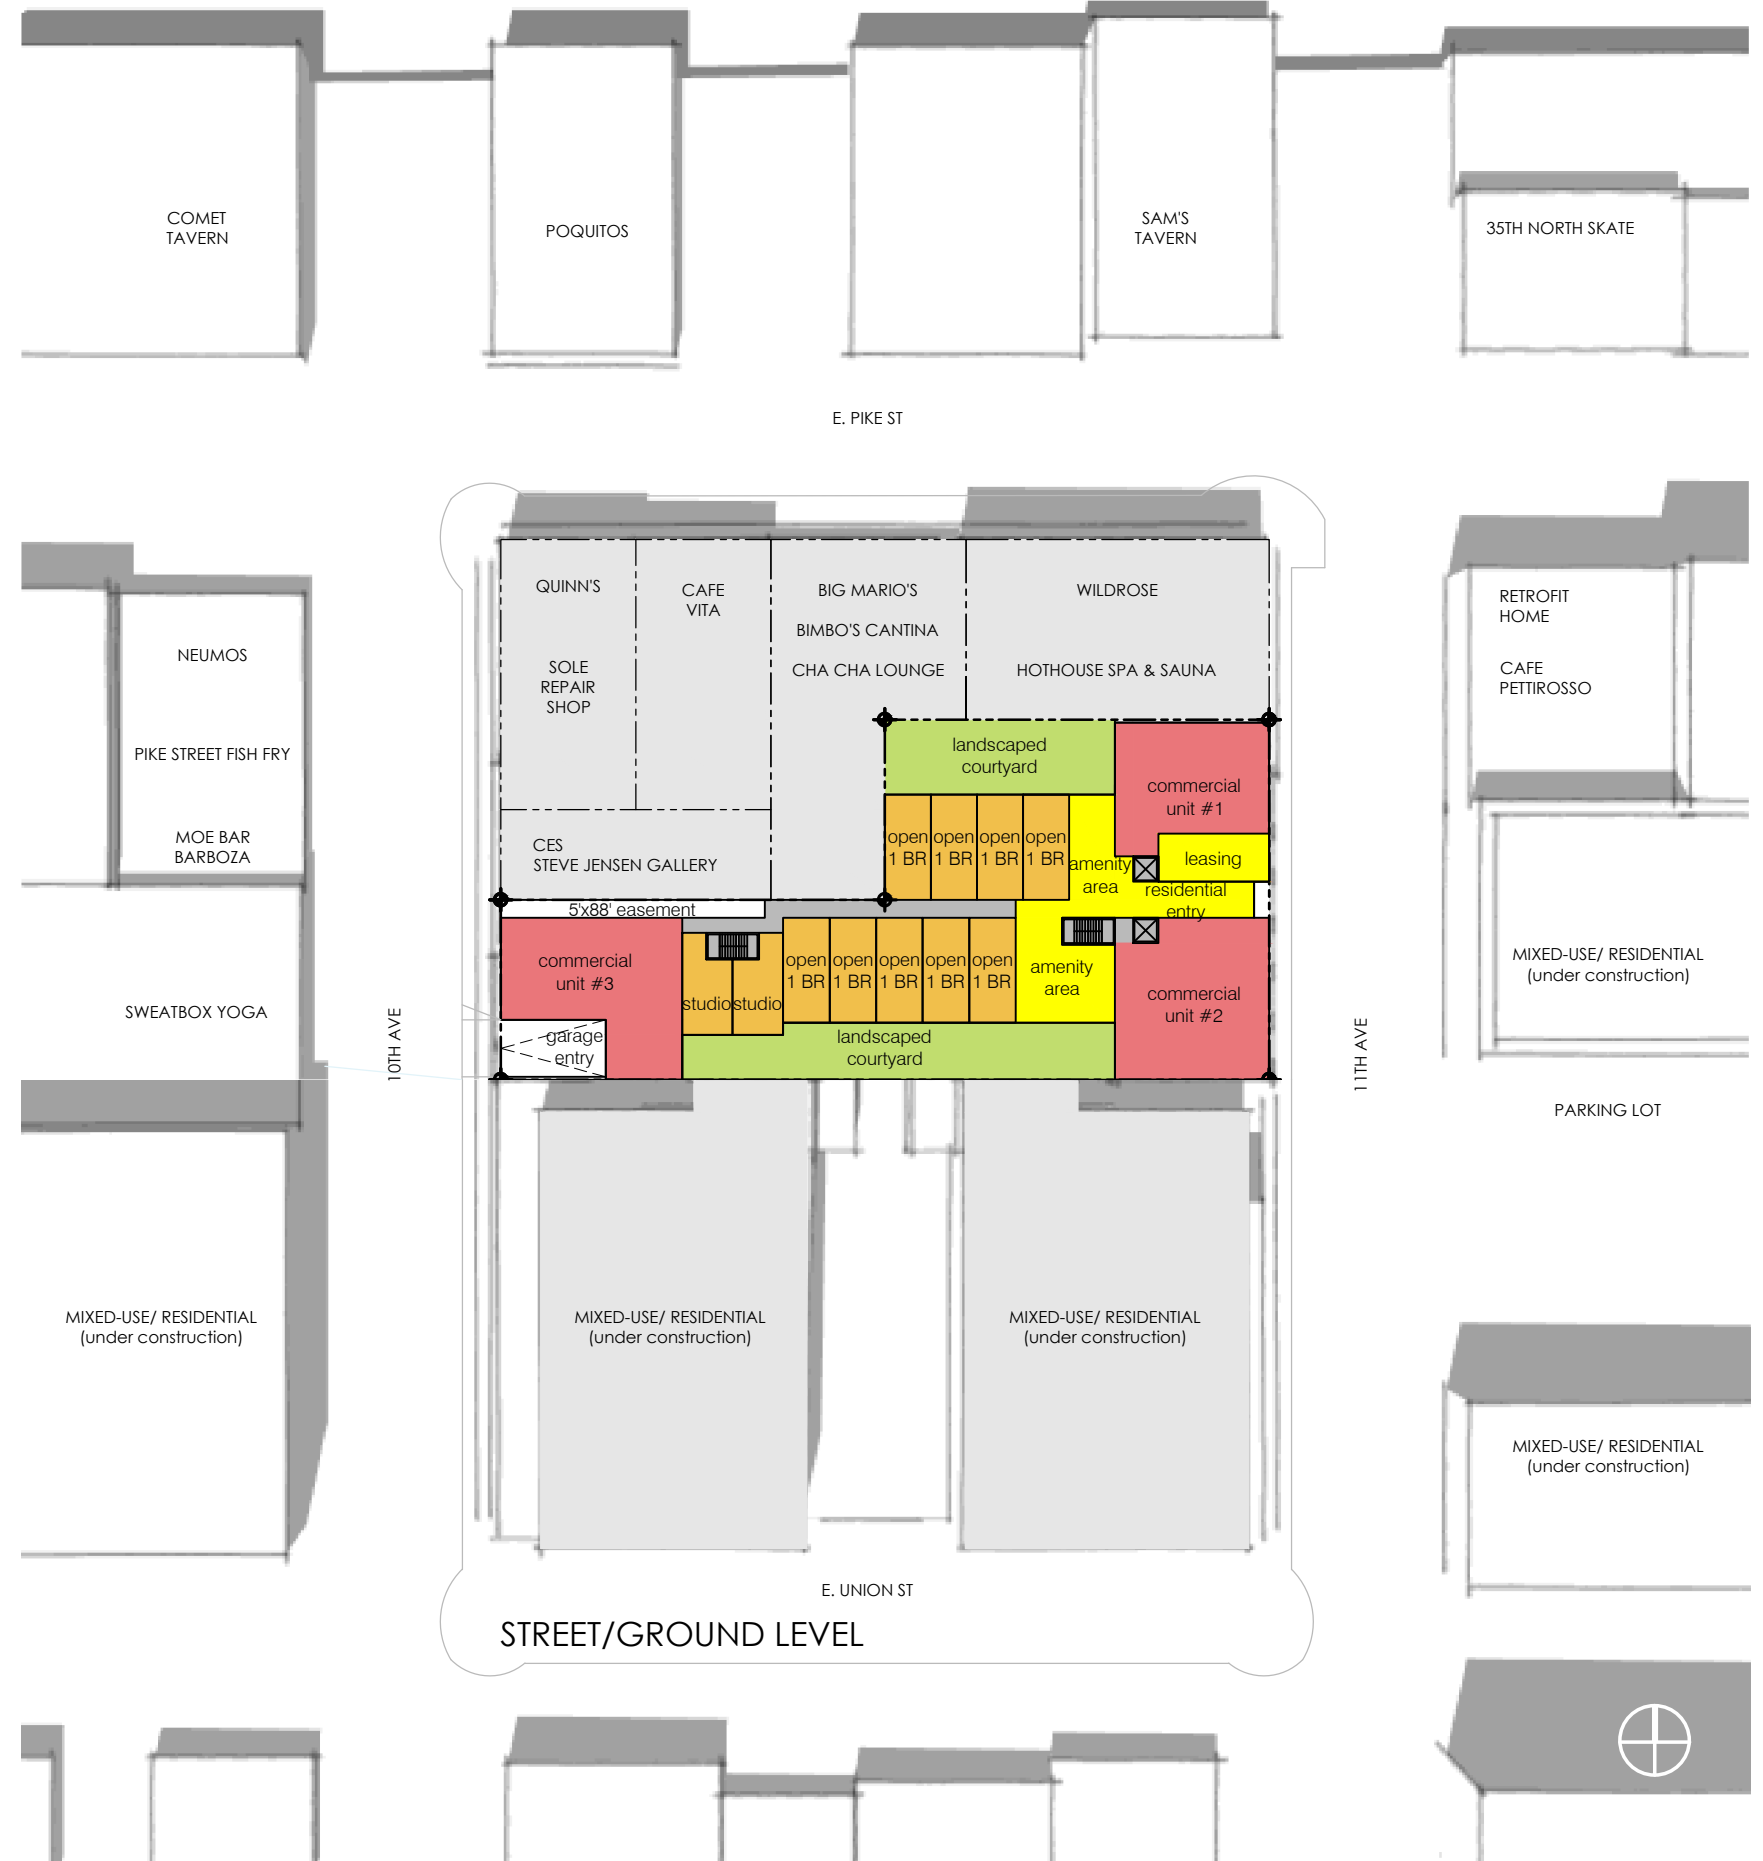 COMET
TAVERN
POQUITOS
SAM'S
TAVERN
35TH NORTH SKATE
E. PIKE ST
QUINN'S
SOLE
REPAIR
SHOP
CAFE
VITA
BIG MARIO'S
BIMBO'S CANTINA
CHA CHA LOUNGE
WILDROSE
HOTHOUSE SPA & SAUNA
RETROFIT
HOME
CAFE
PETTIROSSO
NEUMOS
PIKE STREET FISH FRY
MOE BAR
BARBOZA
CES
STEVE JENSEN GALLERY
landscaped
courtyard
commercial
unit #1
open
1 BR
open
1 BR
open
1 BR
open
1 BR
amenity
area
leasing
residential
entry
5'x88' easement
commercial
unit #3
studio
studio
open
1 BR
open
1 BR
open
1 BR
open
1 BR
open
1 BR
amenity
area
commercial
unit #2
garage
entry
landscaped
courtyard
SWEATBOX YOGA
10TH AVE
11TH AVE
MIXED-USE/ RESIDENTIAL
(under construction)
PARKING LOT
MIXED-USE/ RESIDENTIAL
(under construction)
MIXED-USE/ RESIDENTIAL
(under construction)
MIXED-USE/ RESIDENTIAL
(under construction)
MIXED-USE/ RESIDENTIAL
(under construction)
E. UNION ST
STREET/GROUND LEVEL